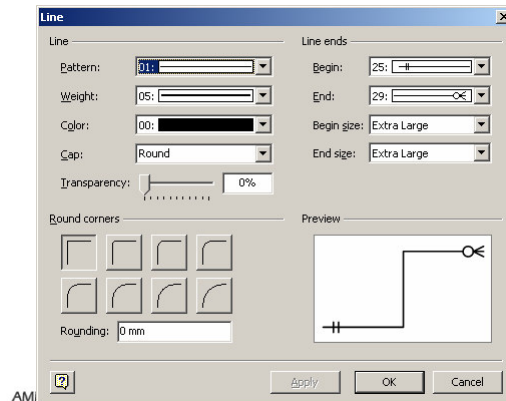 Line
Line
Pattern: 01:
Weight: 05:
Color: 00:
Cap: Round
Transparency: 0%
Line ends
Begin: 25:
End: 29:
Begin size: Extra Large
End size: Extra Large
Round corners
Rounding: 0 mm
Preview
Apply OK Cancel